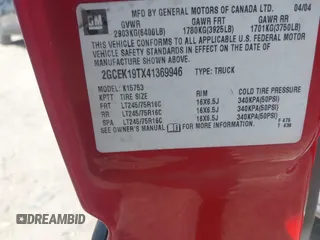 GM
MFD BY GENERAL MOTORS OF CANADA LTD. 04/04
GVWR GAWR FRT GAWR RR
2903KG(6400LB) 1780KG(3925LB) 1701KG(3750LB)
THIS VEHICLE CONFORMS TO ALL APPLICABLE U.S. FEDERAL MOTOR
VEHICLE SAFETY STANDARDS IN EFFECT ON THE DATE OF
MANUFACTURE SHOWN ABOVE.
2GCEK19TX41369946 TYPE: TRUCK
MODEL: K15753
KPTT TIRE SIZE RIM COLD TIRE PRESSURE
FRT LT245/75R16C 16X6.5J 340KPA(50PSI)
RR LT245/75R16C 16X6.5J 340KPA(50PSI)
SPA LT245/75R16C 16X6.5J 340KPA(50PSI)
SEE OWNER'S MANUAL FOR ADDITIONAL INFORMATION.
DREAMBID